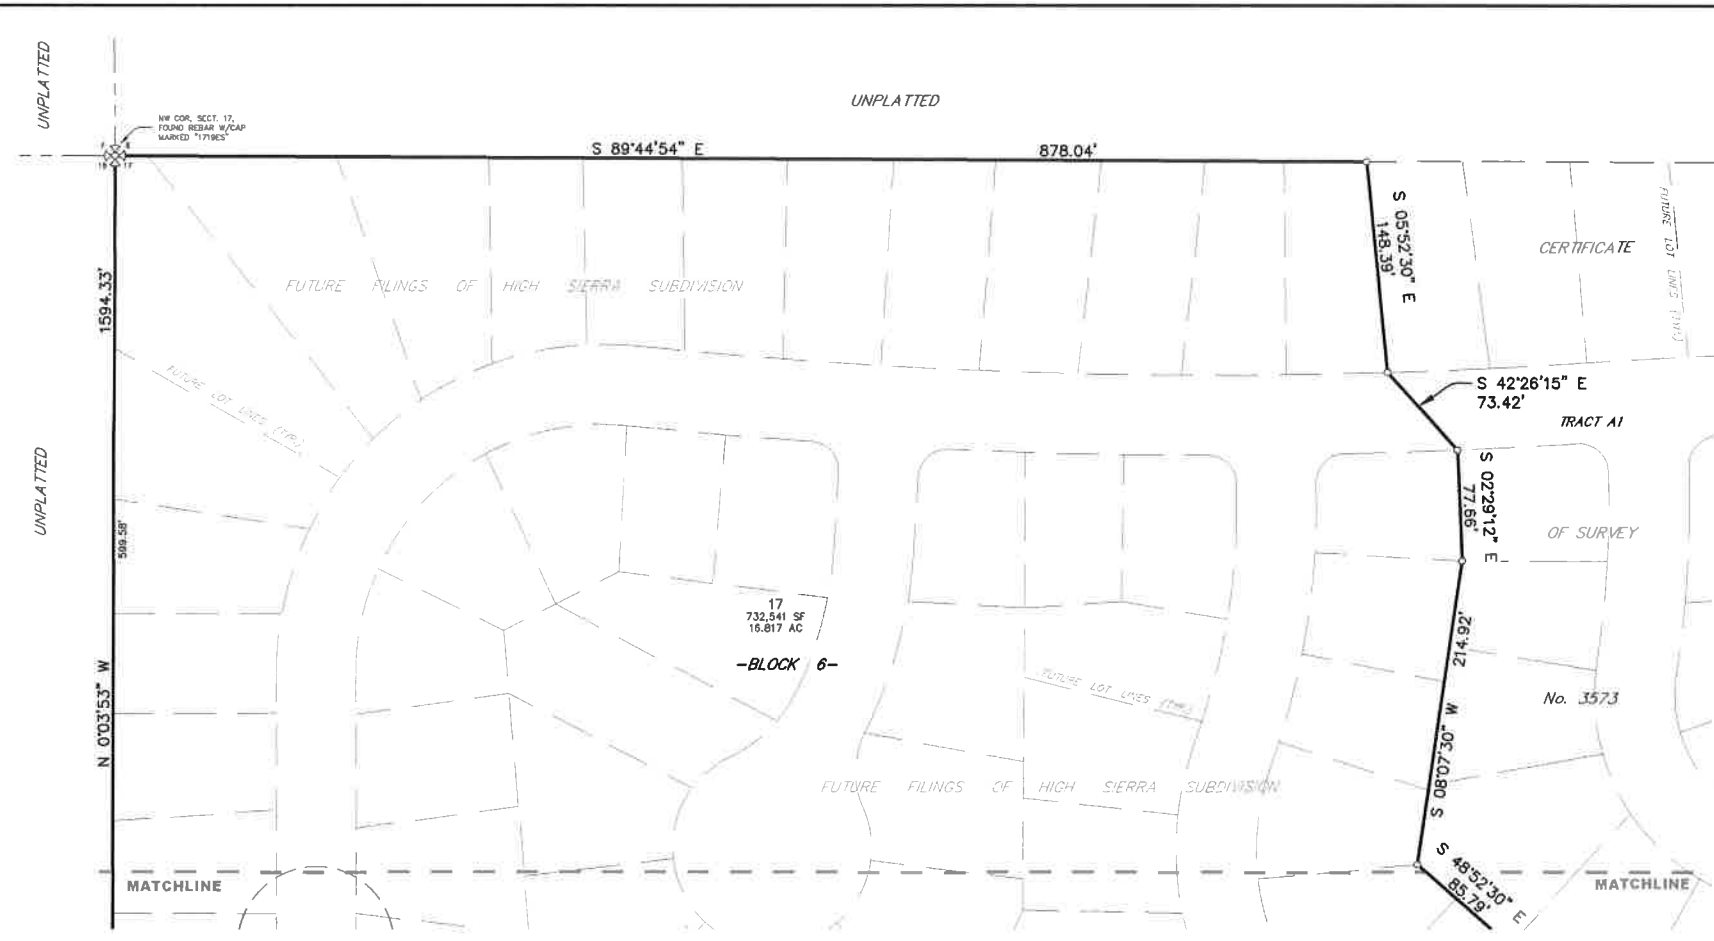 UNPLATTED
UNPLATTED
NW COR. SECT. 17,
FOUND REBAR W/CAP
MARKED "1719ES"
18 17
S 89°44'54" E 878.04'
S 05°52'30" E
148.39'
CERTIFICATE
FUTURE LOT LINES (TYP.)
FUTURE FILINGS OF HIGH SIERRA SUBDIVISION
1594.33'
FUTURE LOT LINES (TYP.)
S 42°26'15" E
73.42'
TRACT A1
UNPLATTED
599.58'
S 02°29'12" E
77.66'
OF SURVEY
17
732,541 SF
16.817 AC
-BLOCK 6-
214.92'
N 0°03'53" W
FUTURE LOT LINES (TYP.)
No. 3573
S 08°07'30" W
FUTURE FILINGS OF HIGH SIERRA SUBDIVISION
S 48°52'30" E
85.79'
MATCHLINE
MATCHLINE